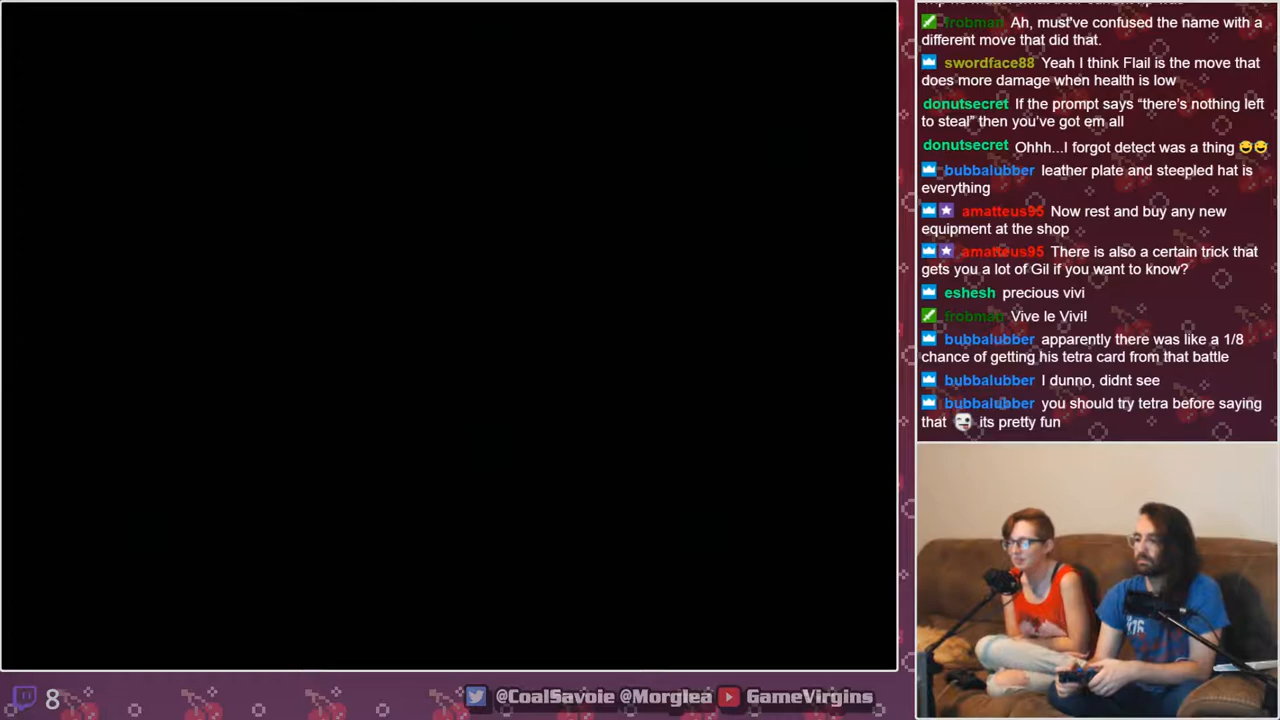 frobman Ah, must've confused the name with a
different move that did that.
swordface88 Yeah I think Flail is the move that
does more damage when health is low
donutsecret If the prompt says “there's nothing left
to steal” then you've got em all
donutsecret Ohhh...I forgot detect was a thing
bubbalubber leather plate and steepled hat is
everything
amatteus95 Now rest and buy any new
equipment at the shop
amatteus95 There is also a certain trick that
gets you a lot of Gil if you want to know?
eshesh precious vivi
frobman Vive le Vivi!
bubbalubber apparently there was like a 1/8
chance of getting his tetra card from that battle
bubbalubber I dunno, didnt see
bubbalubber you should try tetra before saying
that its pretty fun
8
@CoalSavoie @Morglea GameVirgins